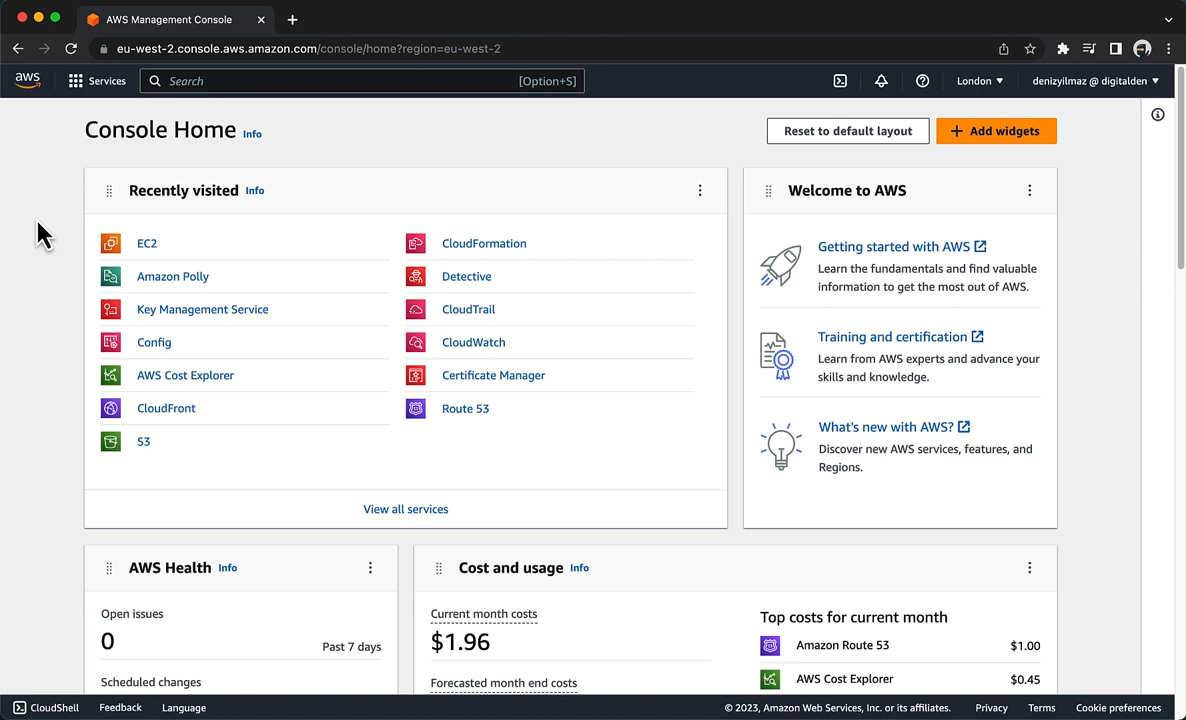 AWS Management Console
eu-west-2.console.aws.amazon.com/console/home?region=eu-west-2
aws
Services
Search
[Option+S]
London
denizyilmaz @ digitalden
Console Home Info
Reset to default layout
Add widgets
Recently visited Info
EC2
Amazon Polly
Key Management Service
Config
AWS Cost Explorer
CloudFront
S3
CloudFormation
Detective
CloudTrail
CloudWatch
Certificate Manager
Route 53
View all services
Welcome to AWS
Getting started with AWS
Learn the fundamentals and find valuable
information to get the most out of AWS.
Training and certification
Learn from AWS experts and advance your
skills and knowledge.
What's new with AWS?
Discover new AWS services, features, and
Regions.
AWS Health Info
Open issues
0
Past 7 days
Scheduled changes
Cost and usage Info
Current month costs
$1.96
Forecasted month end costs
Top costs for current month
Amazon Route 53 $1.00
AWS Cost Explorer $0.45
CloudShell
Feedback
Language
© 2023, Amazon Web Services, Inc. or its affiliates.
Privacy
Terms
Cookie preferences